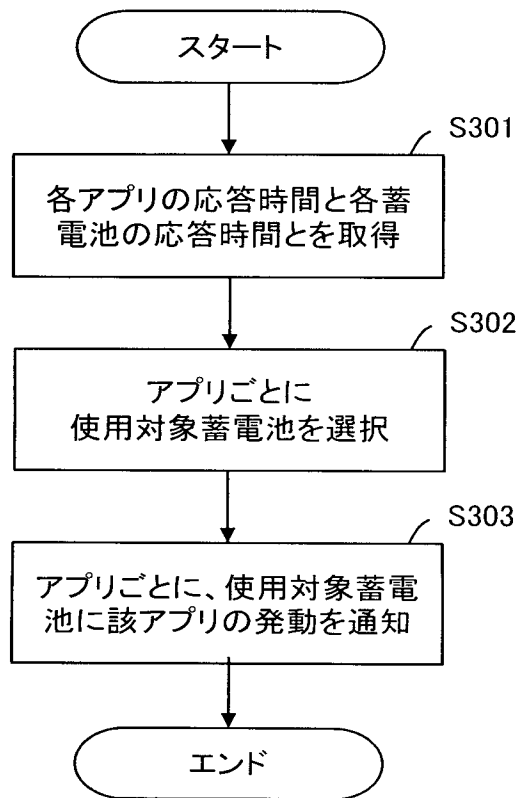 スタート
S301
各アプリの応答時間と各蓄
電池の応答時間とを取得
S302
アプリごとに
使用対象蓄電池を選択
S303
アプリごとに、使用対象蓄電
池に該アプリの発動を通知
エンド